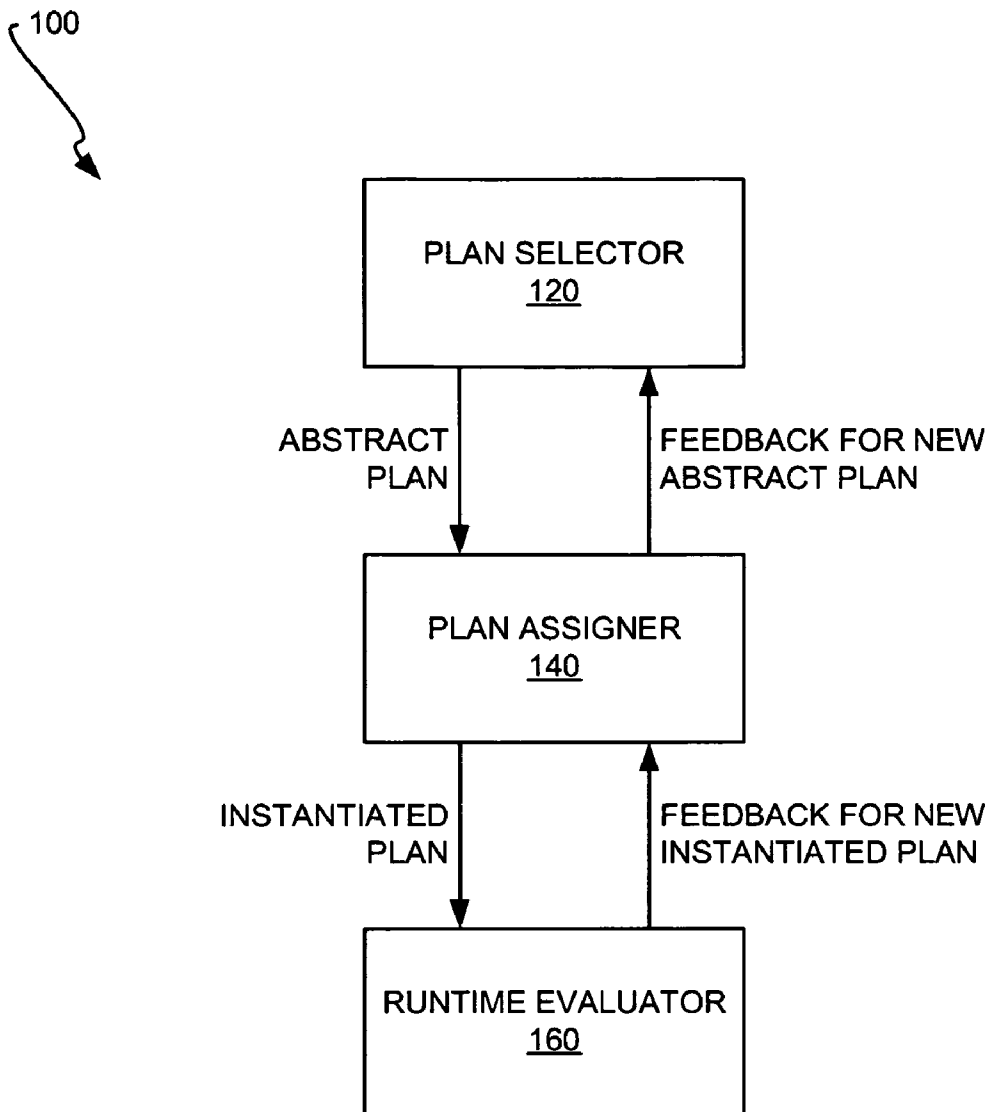 100
PLAN SELECTOR
120
ABSTRACT
PLAN
FEEDBACK FOR NEW
ABSTRACT PLAN
PLAN ASSIGNER
140
INSTANTIATED
PLAN
FEEDBACK FOR NEW
INSTANTIATED PLAN
RUNTIME EVALUATOR
160